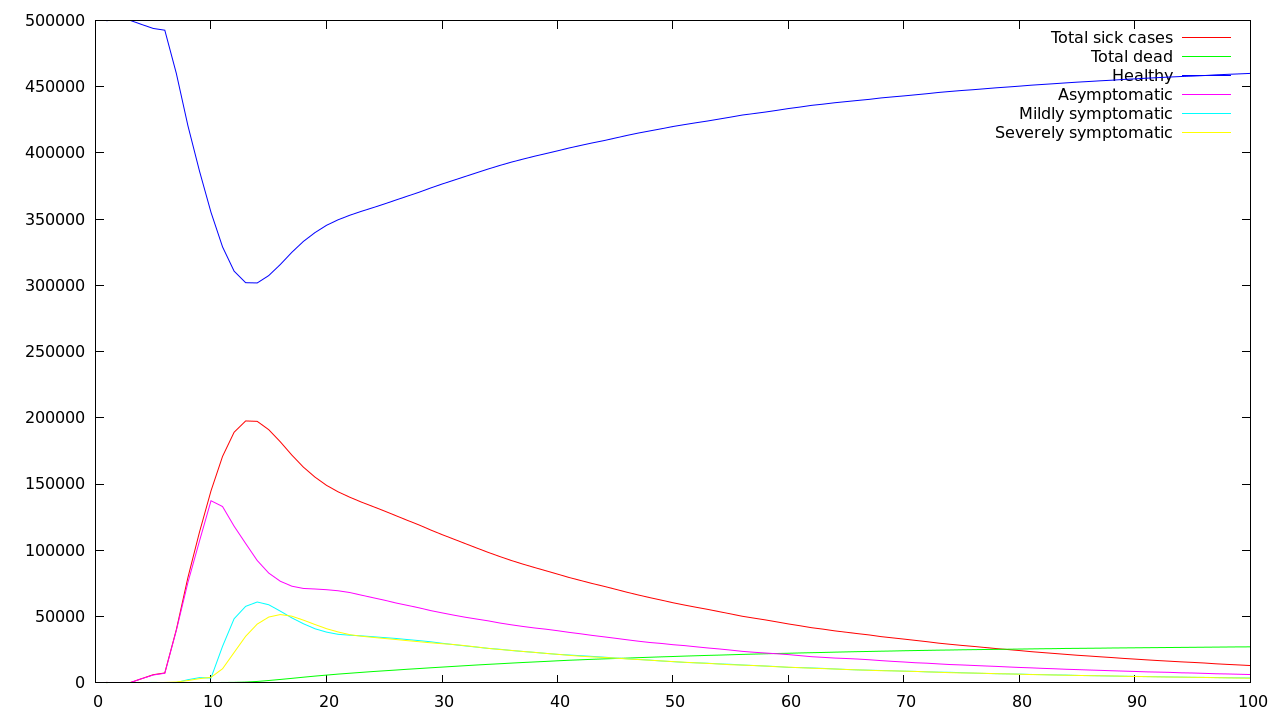 500000
450000
400000
350000
300000
250000
200000
150000
100000
50000
0
Total sick cases
Total dead
Healthy
Asymptomatic
Mildly symptomatic
Severely symptomatic
0 10 20 30 40 50 60 70 80 90 100